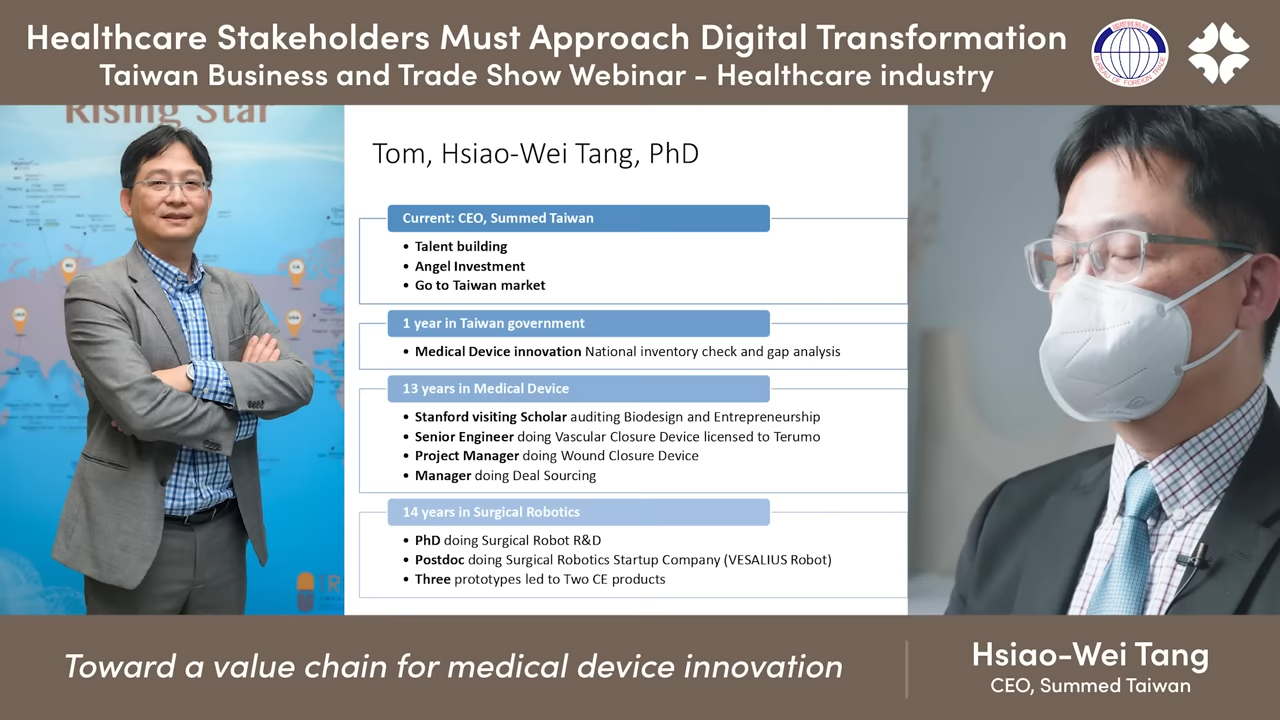 Healthcare Stakeholders Must Approach Digital Transformation
Taiwan Business and Trade Show Webinar - Healthcare industry
BUREAU OF FOREIGN TRADE
Rising Star
Tom, Hsiao-Wei Tang, PhD
Current: CEO, Summed Taiwan
• Talent building
• Angel Investment
• Go to Taiwan market
1 year in Taiwan government
• Medical Device innovation National inventory check and gap analysis
13 years in Medical Device
• Stanford visiting Scholar auditing Biodesign and Entrepreneurship
• Senior Engineer doing Vascular Closure Device licensed to Terumo
• Project Manager doing Wound Closure Device
• Manager doing Deal Sourcing
14 years in Surgical Robotics
• PhD doing Surgical Robot R&D
• Postdoc doing Surgical Robotics Startup Company (VESALIUS Robot)
• Three prototypes led to Two CE products
Toward a value chain for medical device innovation
Hsiao-Wei Tang
CEO, Summed Taiwan